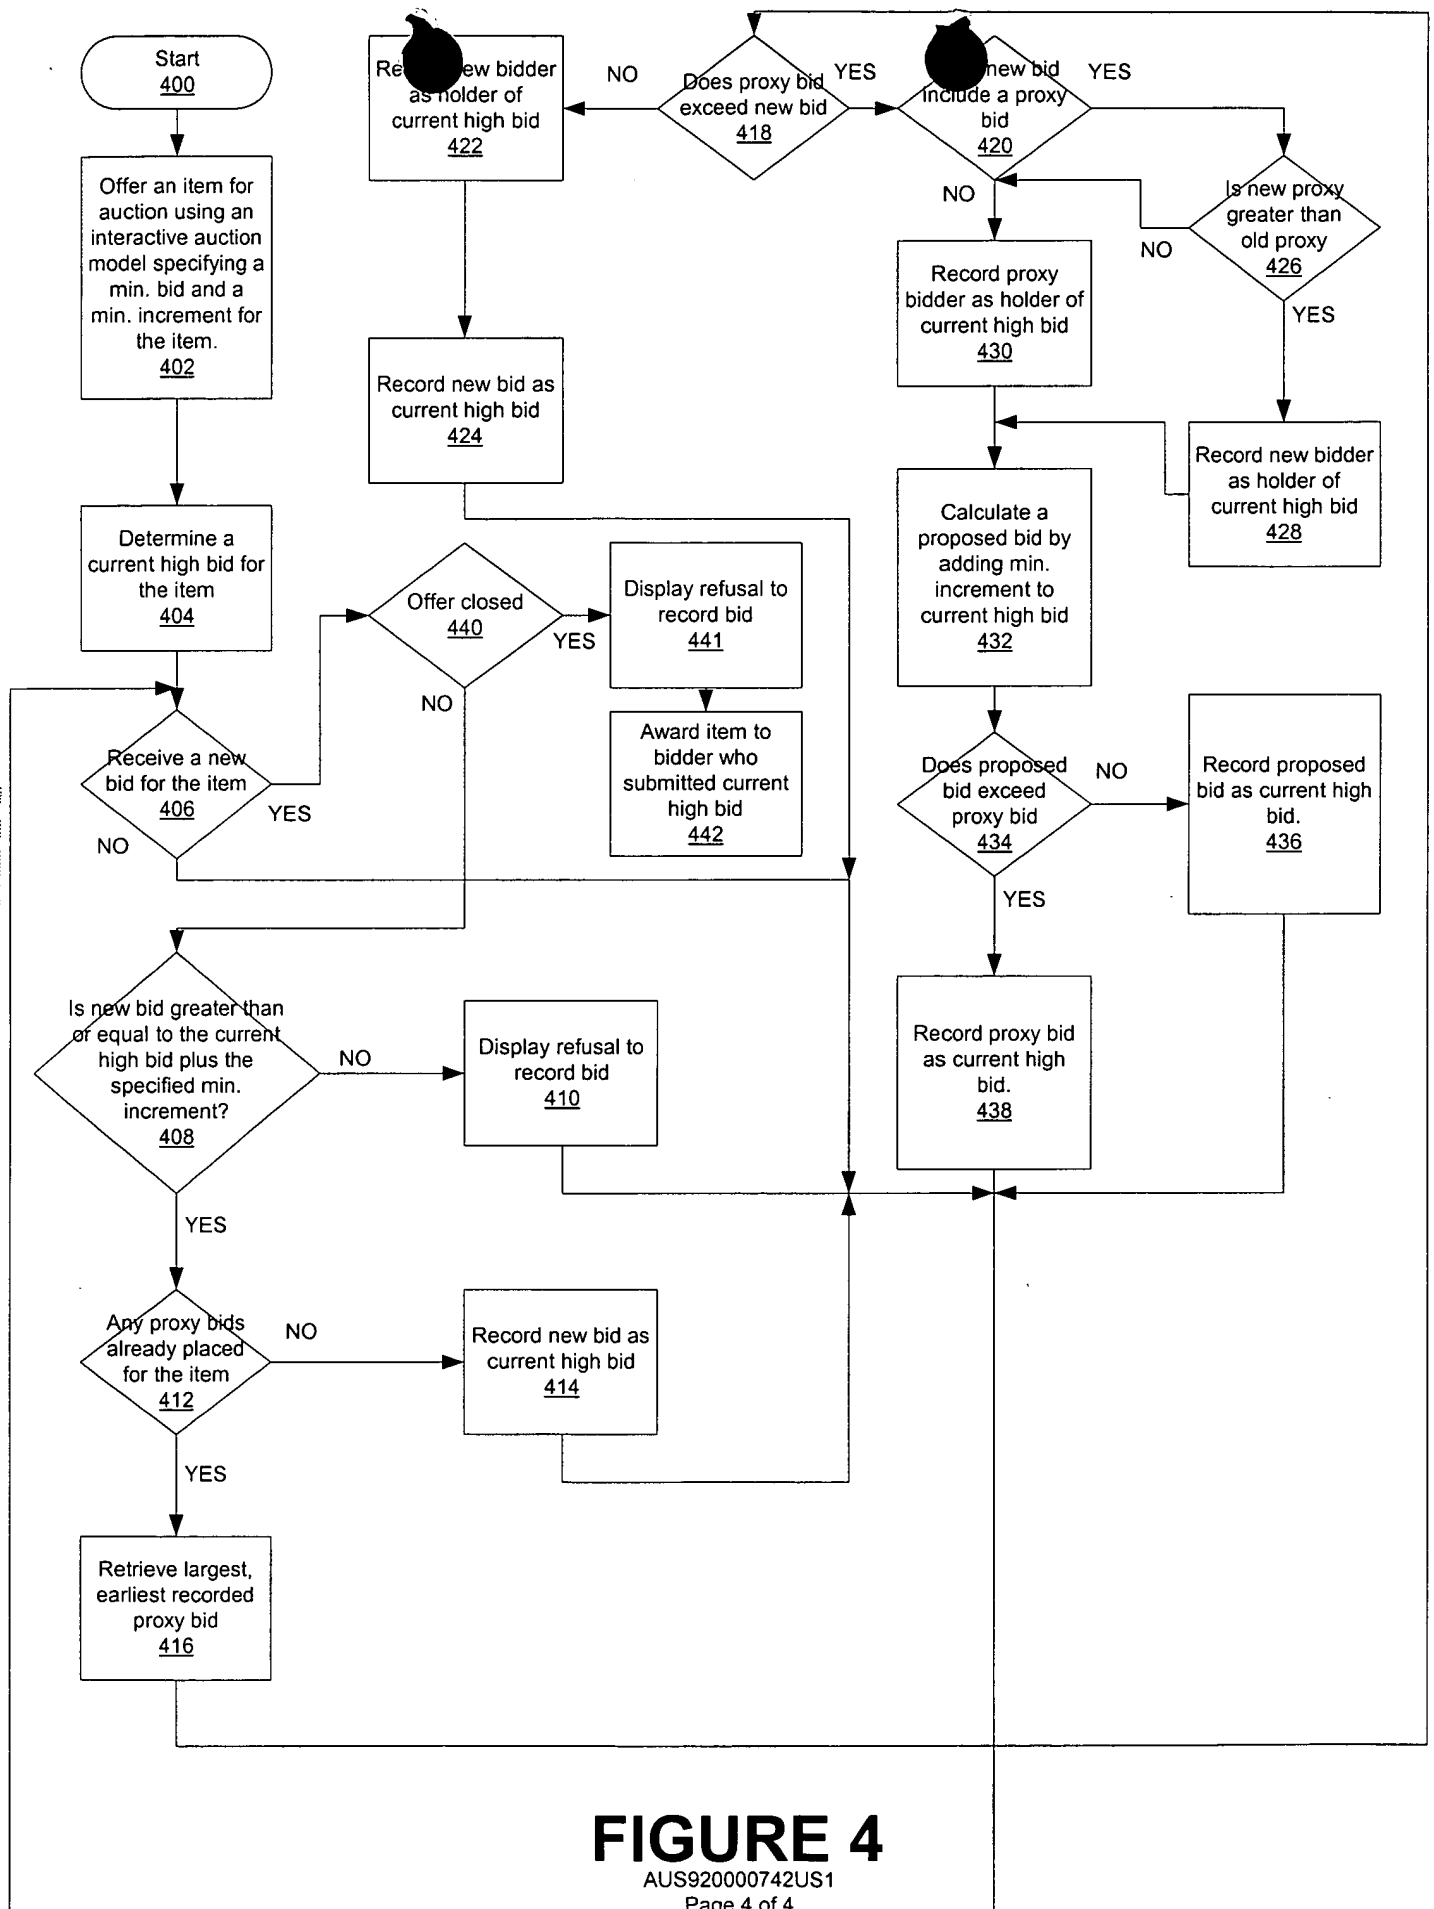 Start
400
Offer an item for
auction using an
interactive auction
model specifying a
min. bid and a
min. increment for
the item.
402
Determine a
current high bid for
the item
404
Receive a new
bid for the item
406
YES
NO
Is new bid greater than
or equal to the current
high bid plus the
specified min.
increment?
408
NO
YES
Any proxy bids
already placed
for the item
412
NO
YES
Retrieve largest,
earliest recorded
proxy bid
416
bidder
as holder of
current high bid
422
Record new bid as
current high bid
424
Offer closed
440
YES
NO
Display refusal to
record bid
441
Award item to
bidder who
submitted current
high bid
442
Display refusal to
record bid
410
Record new bid as
current high bid
414
NO
Does proxy bid
exceed new bid
418
YES
new bid
include a proxy
bid
420
YES
NO
Is new proxy
greater than
old proxy
426
NO
YES
Record proxy
bidder as holder of
current high bid
430
Record new bidder
as holder of
current high bid
428
Calculate a
proposed bid by
adding min.
increment to
current high bid
432
Does proposed
bid exceed
proxy bid
434
NO
YES
Record proposed
bid as current high
bid.
436
Record proxy bid
as current high
bid.
438
FIGURE 4
AUS920000742US1
Page 4 of 4